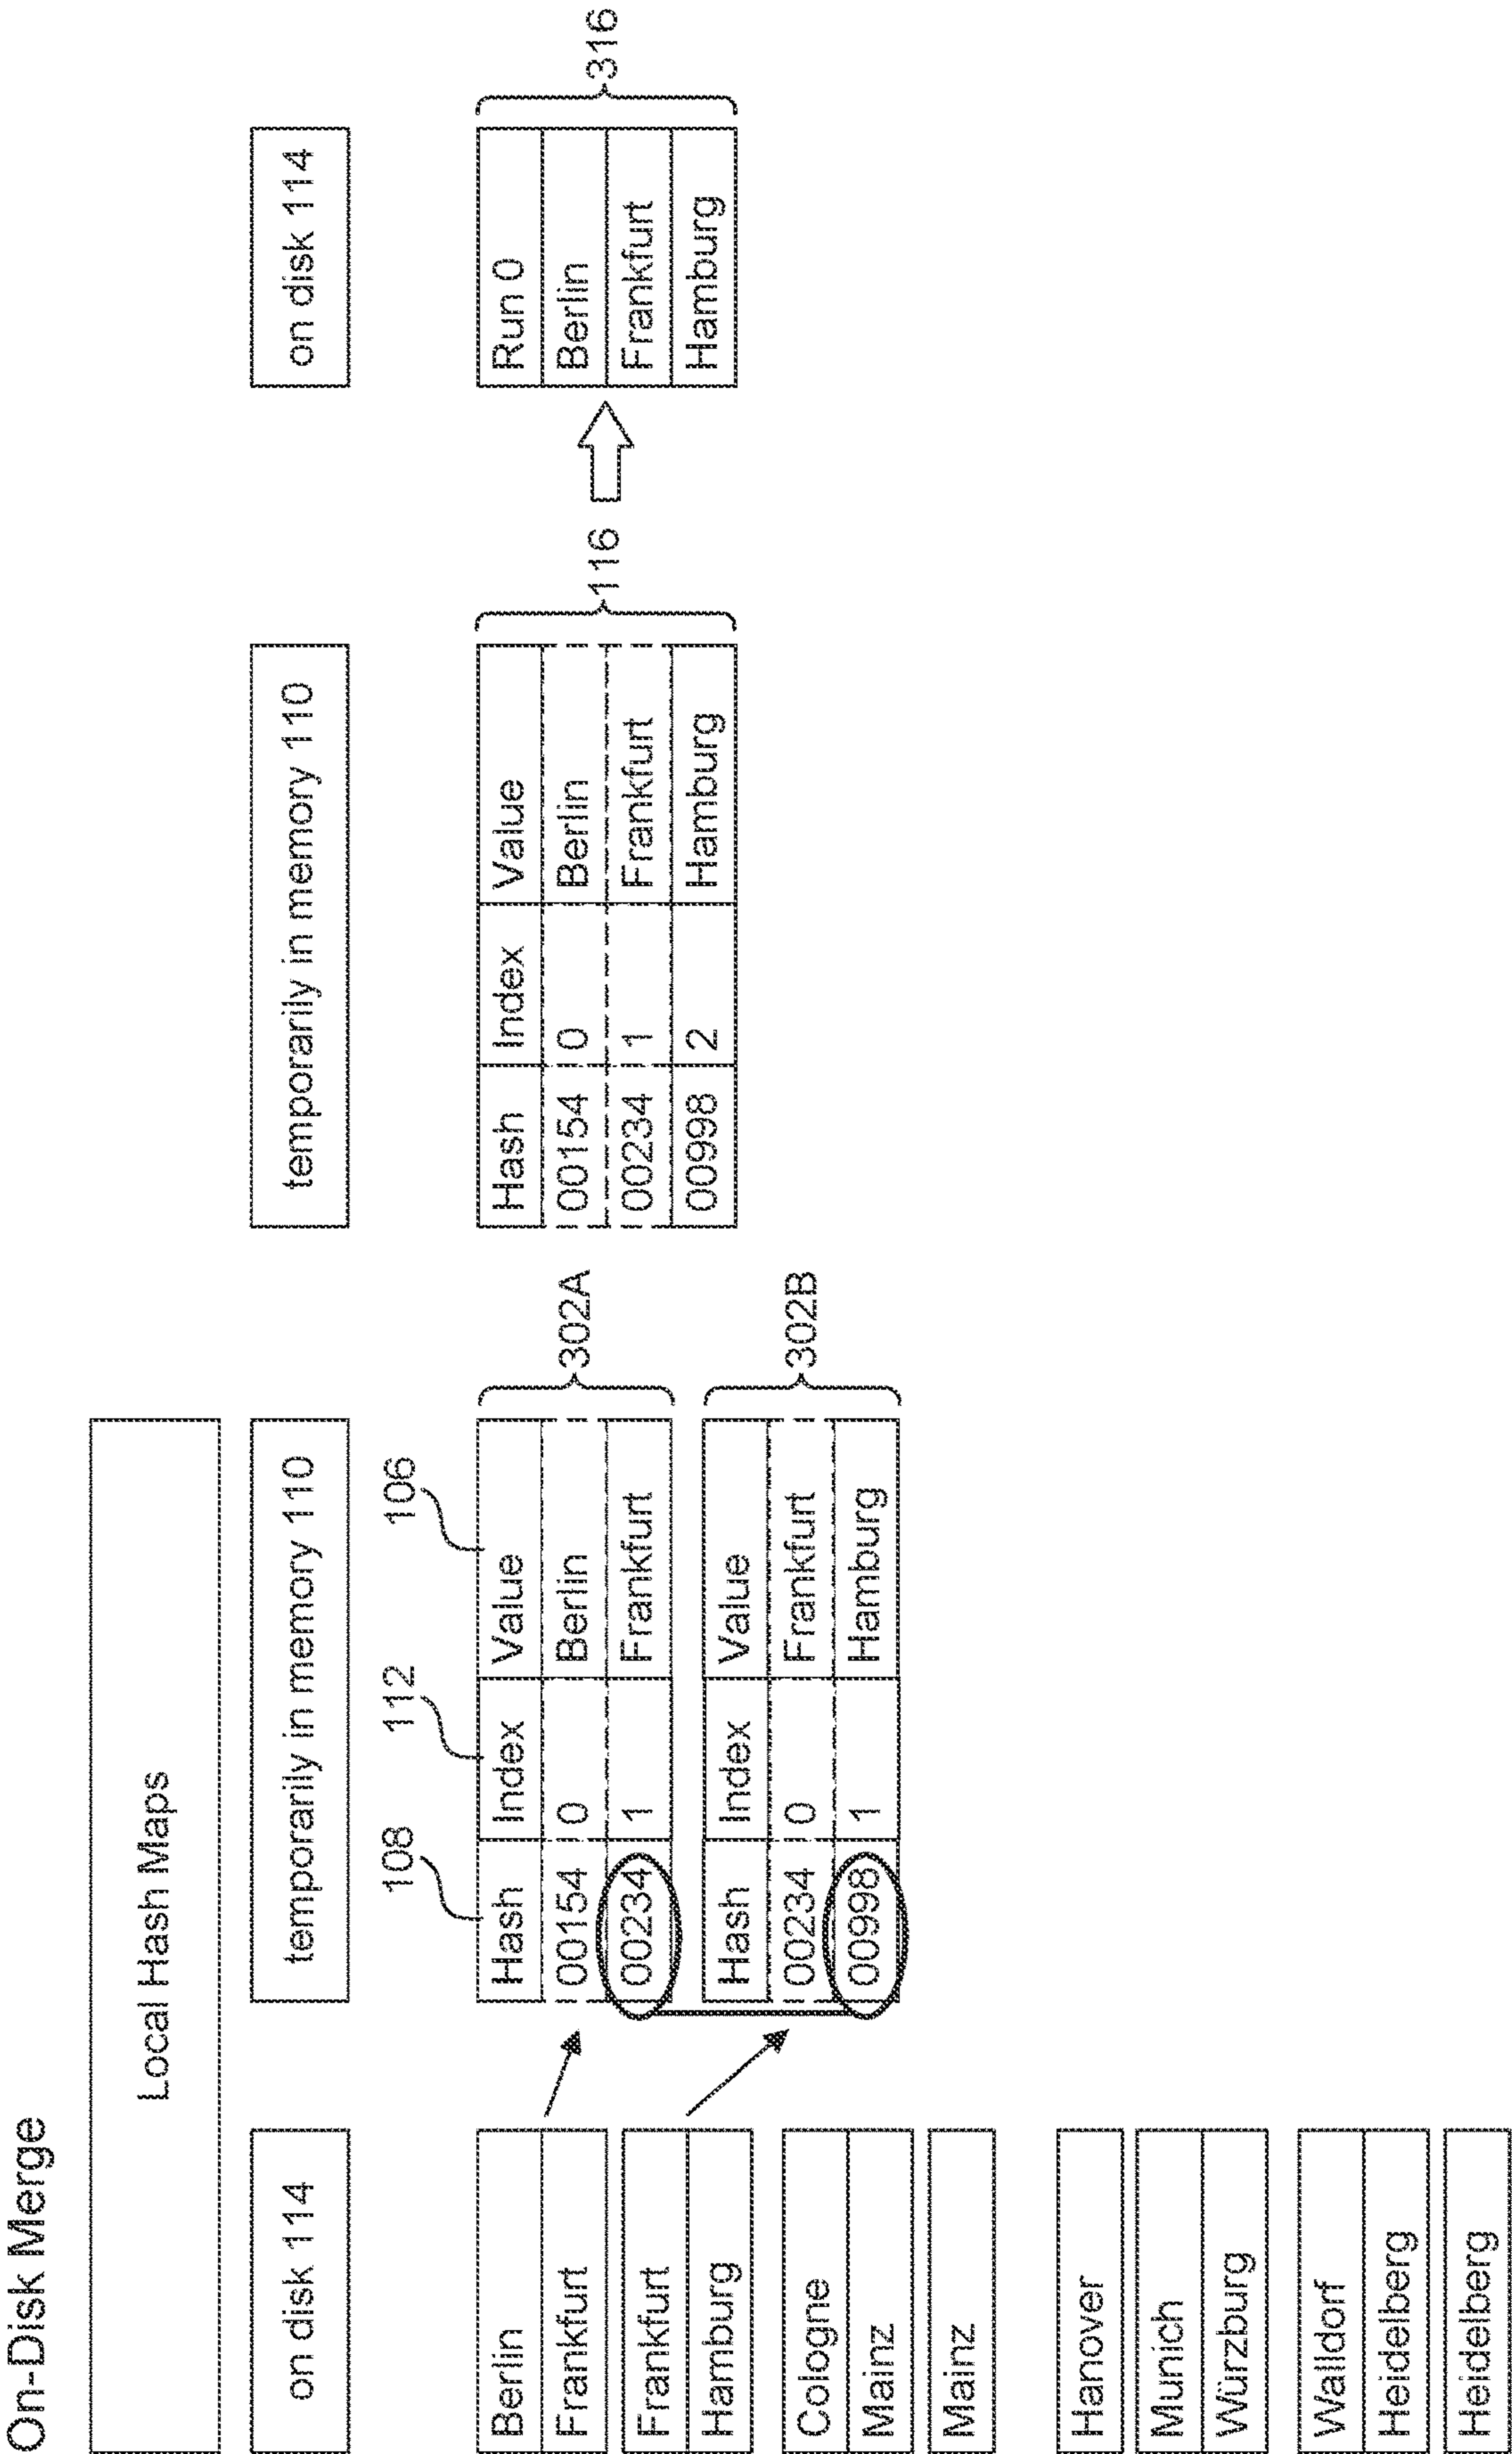 On-Disk Merge
Local Hash Maps
on disk 114
temporarily in memory 110
temporarily in memory 110
on disk 114
Berlin
Frankfurt
Frankfurt
Hamburg
Cologne
Mainz
Mainz
Hanover
Munich
Würzburg
Walldorf
Heidelberg
Heidelberg
108
112
106
Hash Index Value
00154 0 Berlin
00234 1 Frankfurt
302A
Hash Index Value
00234 0 Frankfurt
00998 1 Hamburg
302B
Hash Index Value
00154 0 Berlin
00234 1 Frankfurt
00998 2 Hamburg
116
Run 0
Berlin
Frankfurt
Hamburg
316